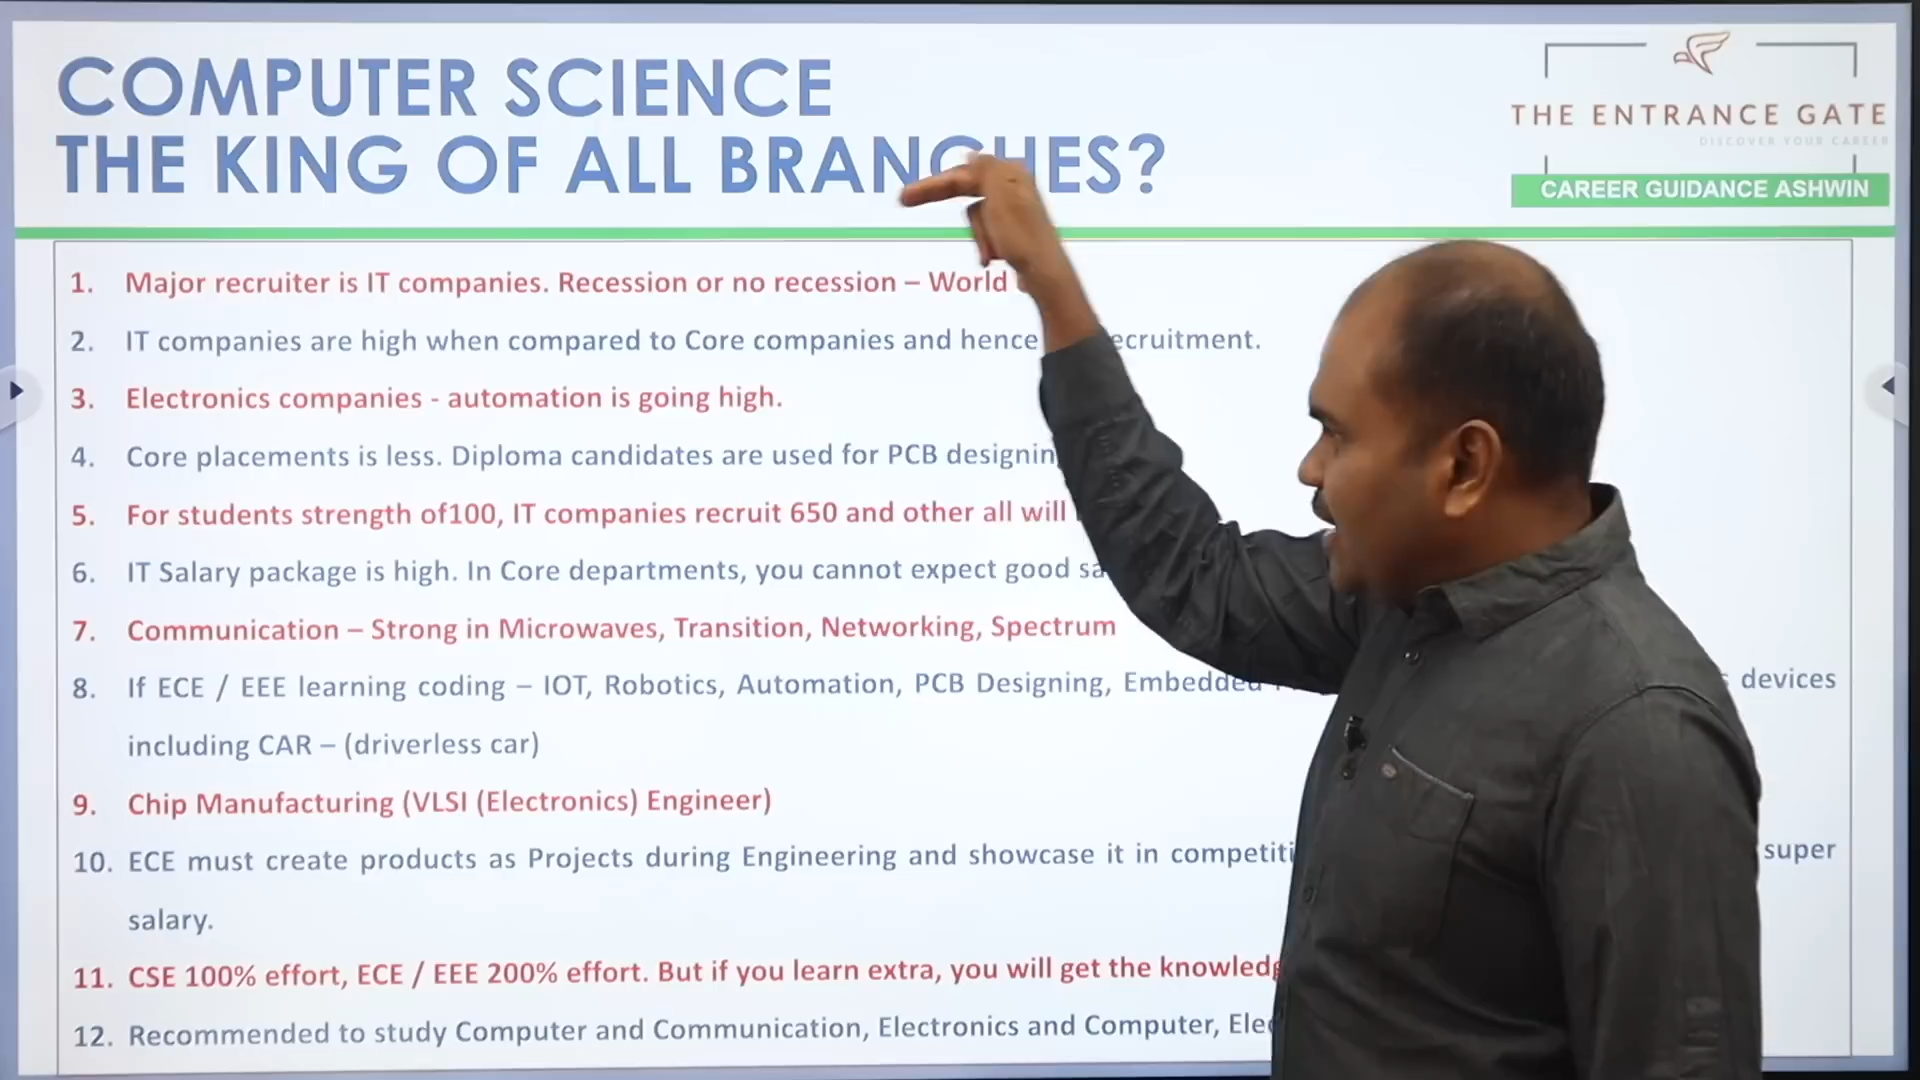 COMPUTER SCIENCE
THE KING OF ALL BRANCHES?
THE ENTRANCE GATE
DISCOVER YOUR CAREER
CAREER GUIDANCE ASHWIN
1. Major recruiter is IT companies. Recession or no recession – World
2. IT companies are high when compared to Core companies and hence ecruitment.
3. Electronics companies - automation is going high.
4. Core placements is less. Diploma candidates are used for PCB designin
5. For students strength of100, IT companies recruit 650 and other all will
6. IT Salary package is high. In Core departments, you cannot expect good sa
7. Communication – Strong in Microwaves, Transition, Networking, Spectrum
8. If ECE / EEE learning coding – IOT, Robotics, Automation, PCB Designing, Embedded devices
including CAR – (driverless car)
9. Chip Manufacturing (VLSI (Electronics) Engineer)
10. ECE must create products as Projects during Engineering and showcase it in competiti super
salary.
11. CSE 100% effort, ECE / EEE 200% effort. But if you learn extra, you will get the knowledg
12. Recommended to study Computer and Communication, Electronics and Computer, Elec